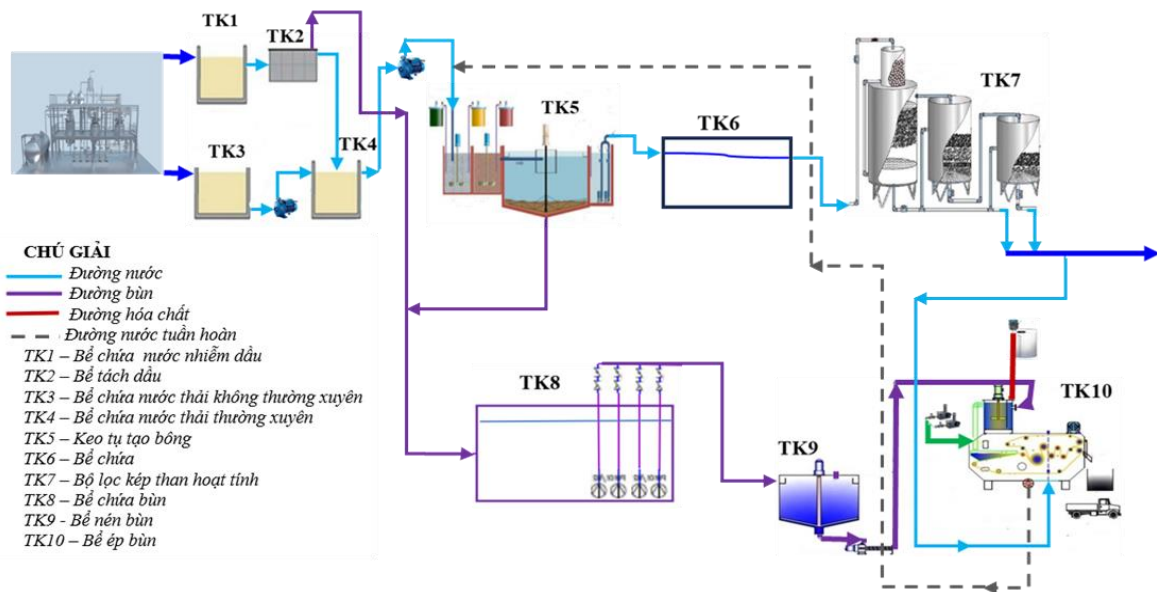 TK1
TK2
TK3
TK4
TK5
TK6
TK7
CHÚ GIẢI
Đường nước
Đường bùn
Đường hóa chất
Đường nước tuần hoàn
TK1 – Bể chứa nước nhiễm dầu
TK2 – Bể tách dầu
TK3 – Bể chứa nước thải không thường xuyên
TK4 – Bể chứa nước thải thường xuyên
TK5 – Keo tụ tạo bông
TK6 – Bể chứa
TK7 – Bộ lọc kép than hoạt tính
TK8 – Bể chứa bùn
TK9 - Bể nén bùn
TK10 – Bể ép bùn
TK8
TK9
TK10